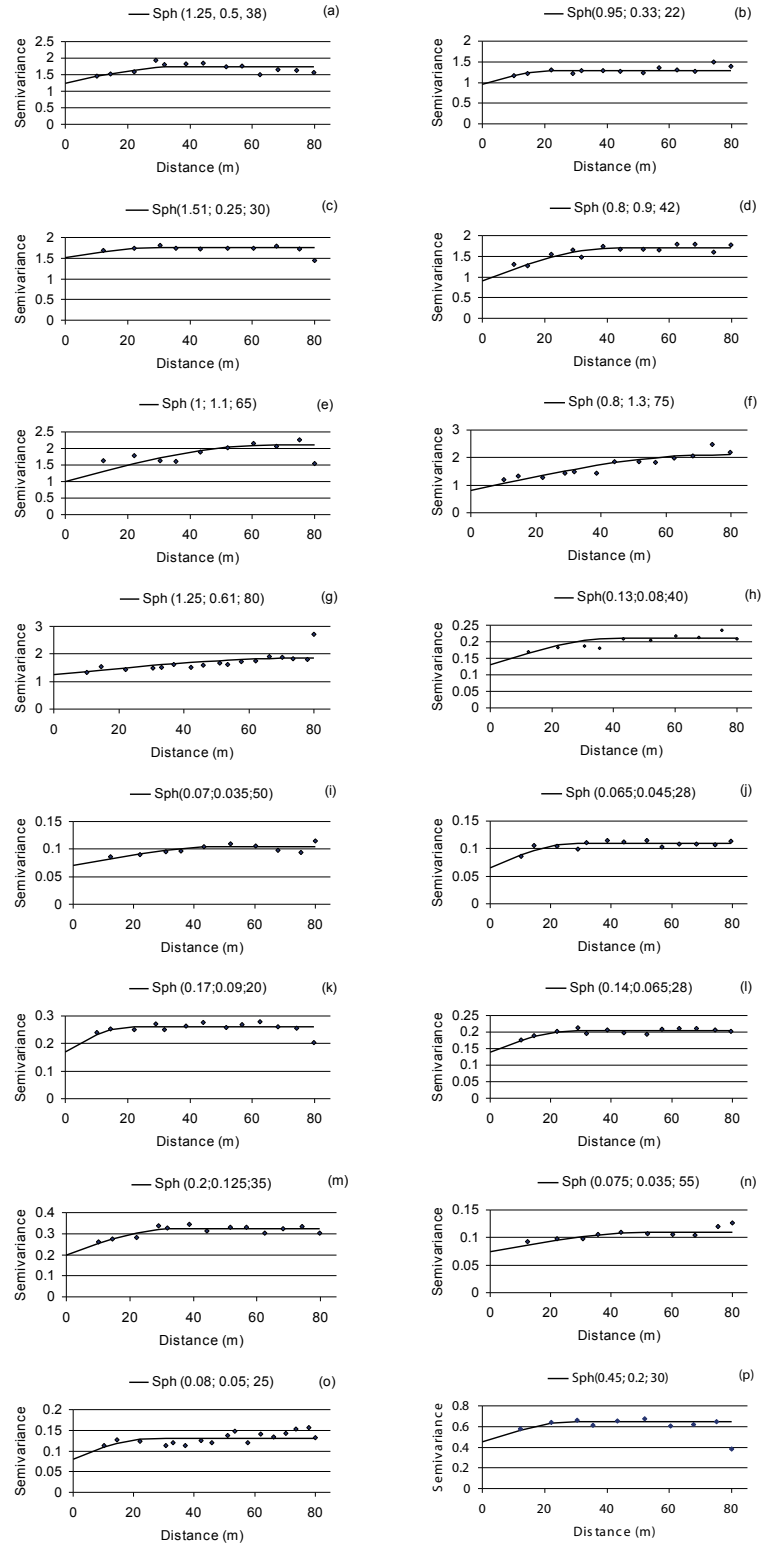 Sph (1.25, 0.5, 38) (a)
2.5
2
1.5
1
0.5
0
Semivariance
0 20 40 60 80
Distance (m)
Sph(0.95; 0.33; 22) (b)
2
1.5
1
0.5
0
Semivariance
0 20 40 60 80
Distance (m)
Sph(1.51; 0.25; 30) (c)
2
1.5
1
0.5
0
Semivariance
0 20 40 60 80
Distance (m)
Sph (0.8; 0.9; 42) (d)
2
1.5
1
0.5
0
Semivariance
0 20 40 60 80
Distance (m)
Sph (1; 1.1; 65) (e)
2.5
2
1.5
1
0.5
0
Semivariance
0 20 40 60 80
Distance (m)
Sph (0.8; 1.3; 75) (f)
3
2
1
0
Semivariance
0 20 40 60 80
Distance (m)
Sph (1.25; 0.61; 80) (g)
3
2
1
0
Semivariance
0 20 40 60 80
Distance (m)
Sph(0.13;0.08;40) (h)
0.25
0.2
0.15
0.1
0.05
0
Semivariance
0 20 40 60 80
Distance (m)
Sph(0.07;0.035;50) (i)
0.15
0.1
0.05
0
Semivariance
0 20 40 60 80
Distance (m)
Sph (0.065;0.045;28) (j)
0.15
0.1
0.05
0
Semivariance
0 20 40 60 80
Distance (m)
Sph (0.17;0.09;20) (k)
0.3
0.2
0.1
0
Semivariance
0 20 40 60 80
Distance (m)
Sph (0.14;0.065;28) (l)
0.25
0.2
0.15
0.1
0.05
0
Semivariance
0 20 40 60 80
Distance (m)
Sph (0.2;0.125;35) (m)
0.4
0.3
0.2
0.1
0
Semivariance
0 20 40 60 80
Distance (m)
Sph (0.075; 0.035; 55) (n)
0.15
0.1
0.05
0
Semivariance
0 20 40 60 80
Distance (m)
Sph (0.08; 0.05; 25) (o)
0.2
0.15
0.1
0.05
0
Semivariance
0 20 40 60 80
Distance (m)
Sph(0.45; 0.2; 30) (p)
0.8
0.6
0.4
0.2
0
Semivariance
0 20 40 60 80
Distance (m)